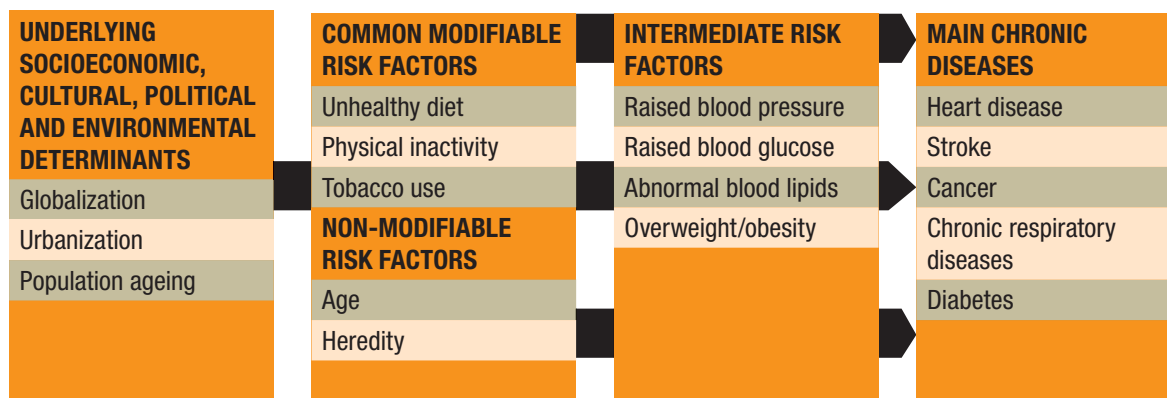 UNDERLYING
SOCIOECONOMIC,
CULTURAL, POLITICAL
AND ENVIRONMENTAL
DETERMINANTS
Globalization
Urbanization
Population ageing
COMMON MODIFIABLE
RISK FACTORS
Unhealthy diet
Physical inactivity
Tobacco use
NON-MODIFIABLE
RISK FACTORS
Age
Heredity
INTERMEDIATE RISK
FACTORS
Raised blood pressure
Raised blood glucose
Abnormal blood lipids
Overweight/obesity
MAIN CHRONIC
DISEASES
Heart disease
Stroke
Cancer
Chronic respiratory
diseases
Diabetes